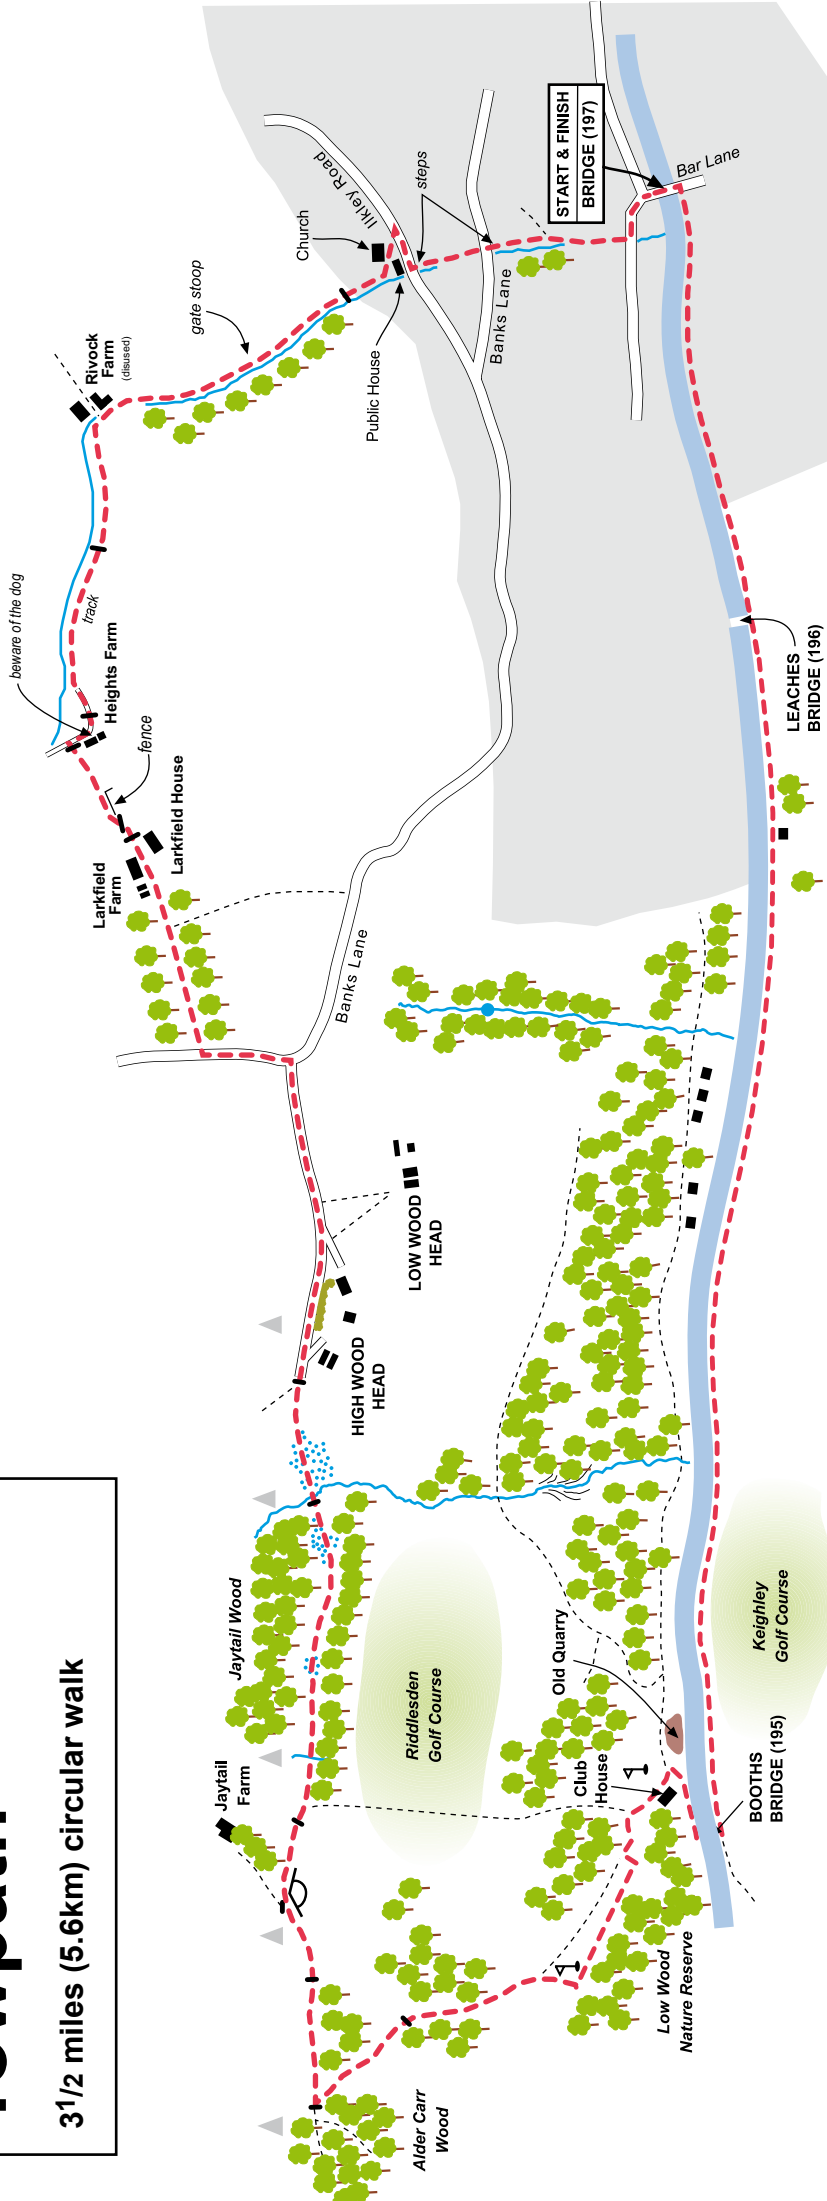 3 1/2 miles (5.6km) circular walk
Alder Carr
Wood
Jaytail
Farm
Jaytail Wood
Riddlesden
Golf Course
Low Wood
Nature Reserve
Club
House
Old Quarry
BOOTHS
BRIDGE (195)
Keighley
Golf Course
HIGH WOOD
HEAD
LOW WOOD
HEAD
Banks Lane
Larkfield
Farm
Larkfield House
fence
Heights Farm
beware of the dog
track
LEACHES
BRIDGE (196)
Rivock
Farm
(disused)
gate stoop
Public House
Church
Ilkley Road
steps
Banks Lane
START & FINISH
BRIDGE (197)
Bar Lane